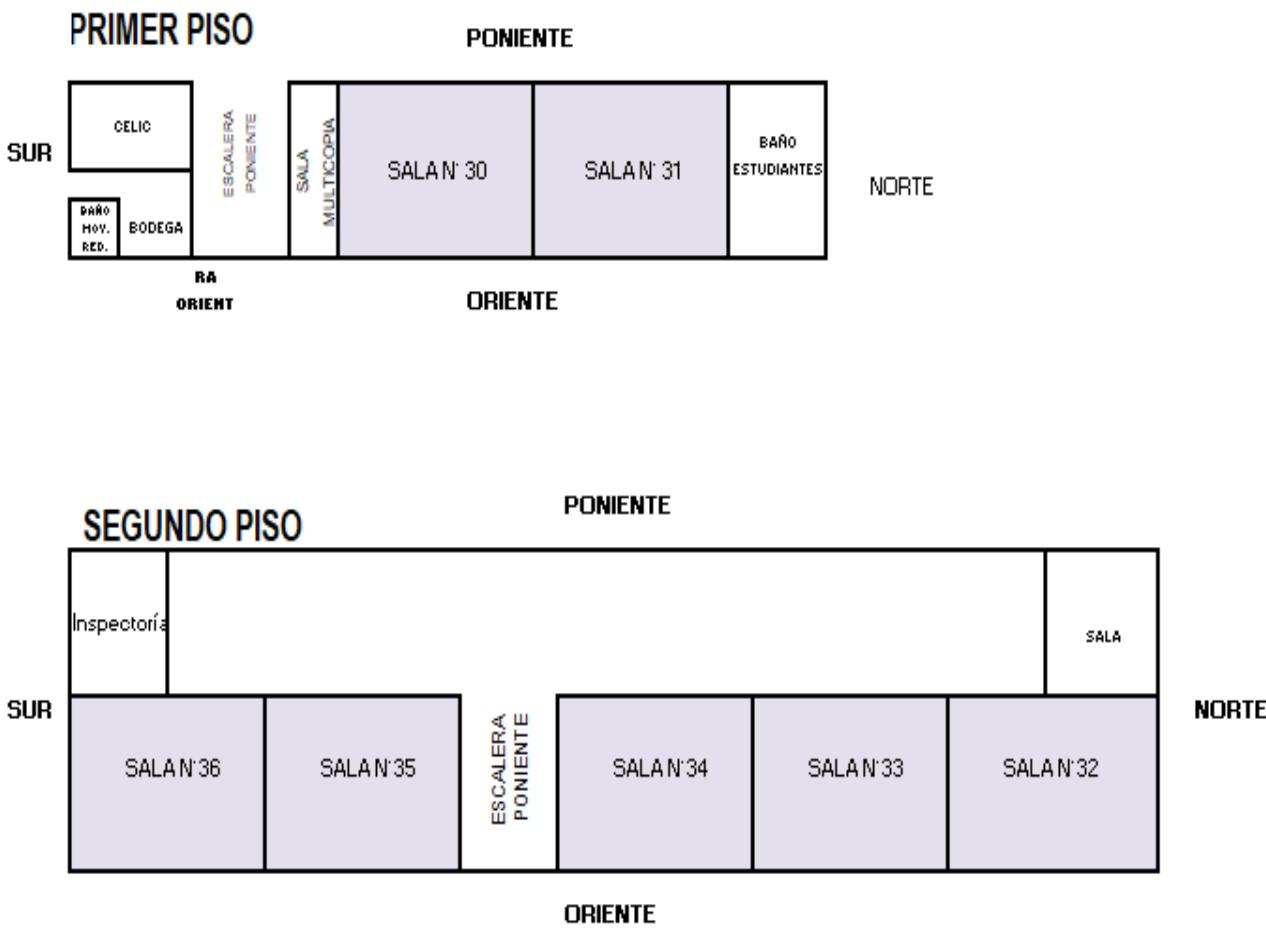 PRIMER PISO
PONIENTE
SUR
CELIC
ESCALERA
PONIENTE
SALA
MULTICOPIA
SALA N° 30
SALA N° 31
BAÑO
ESTUDIANTES
NORTE
BAÑO
MOV.
RED.
BODEGA
RA
ORIENT
ORIENTE
PONIENTE
SEGUNDO PISO
Inspectoría
SALA
SUR
NORTE
SALA N°36
SALA N°35
ESCALERA
PONIENTE
SALA N°34
SALA N°33
SALA N°32
ORIENTE